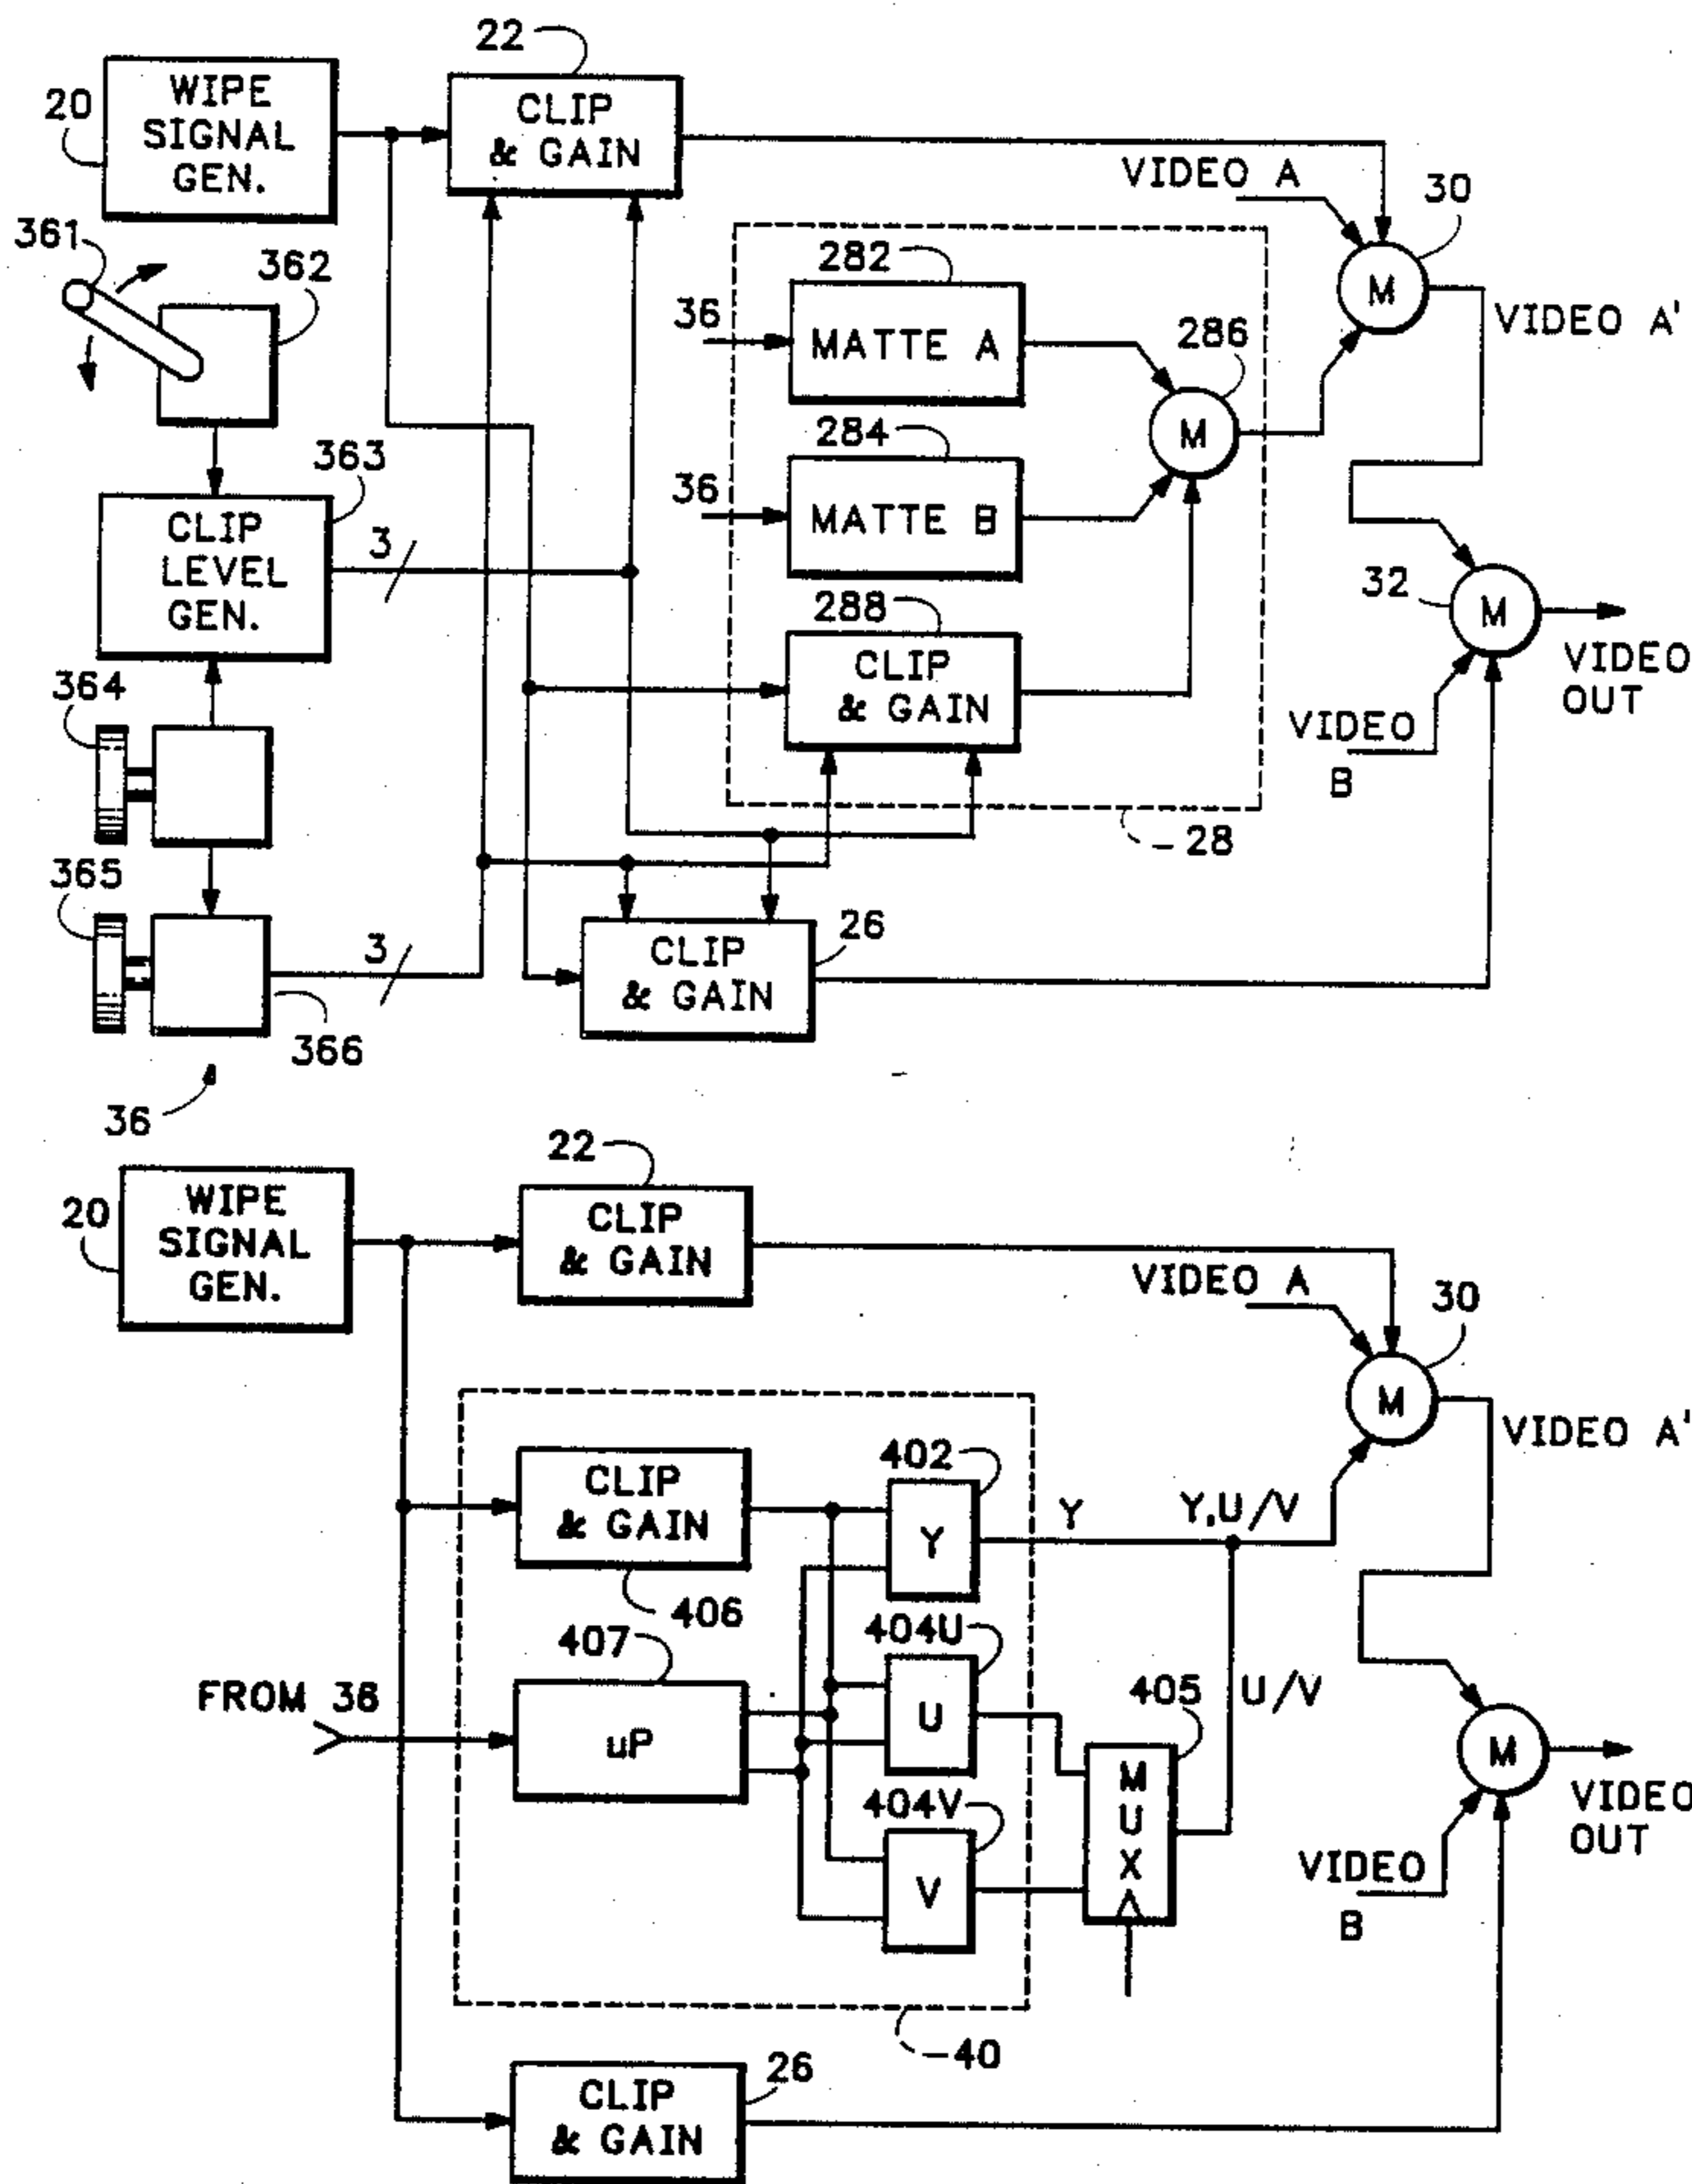 22
20
WIPE
SIGNAL
GEN.
CLIP
& GAIN
VIDEO A
30
M
VIDEO A'
361
362
282
36
MATTE A
286
M
284
36
MATTE B
363
CLIP
LEVEL
GEN.
3
288
CLIP
& GAIN
32
M
VIDEO
OUT
VIDEO
B
364
28
365
3
366
36
26
CLIP
& GAIN
22
20
WIPE
SIGNAL
GEN.
CLIP
& GAIN
VIDEO A
30
M
VIDEO A'
CLIP
& GAIN
406
402
Y
Y
Y,U/V
407
FROM 36
uP
404U
U
405
U/V
MUX
404V
V
M
VIDEO
OUT
VIDEO
B
40
26
CLIP
& GAIN